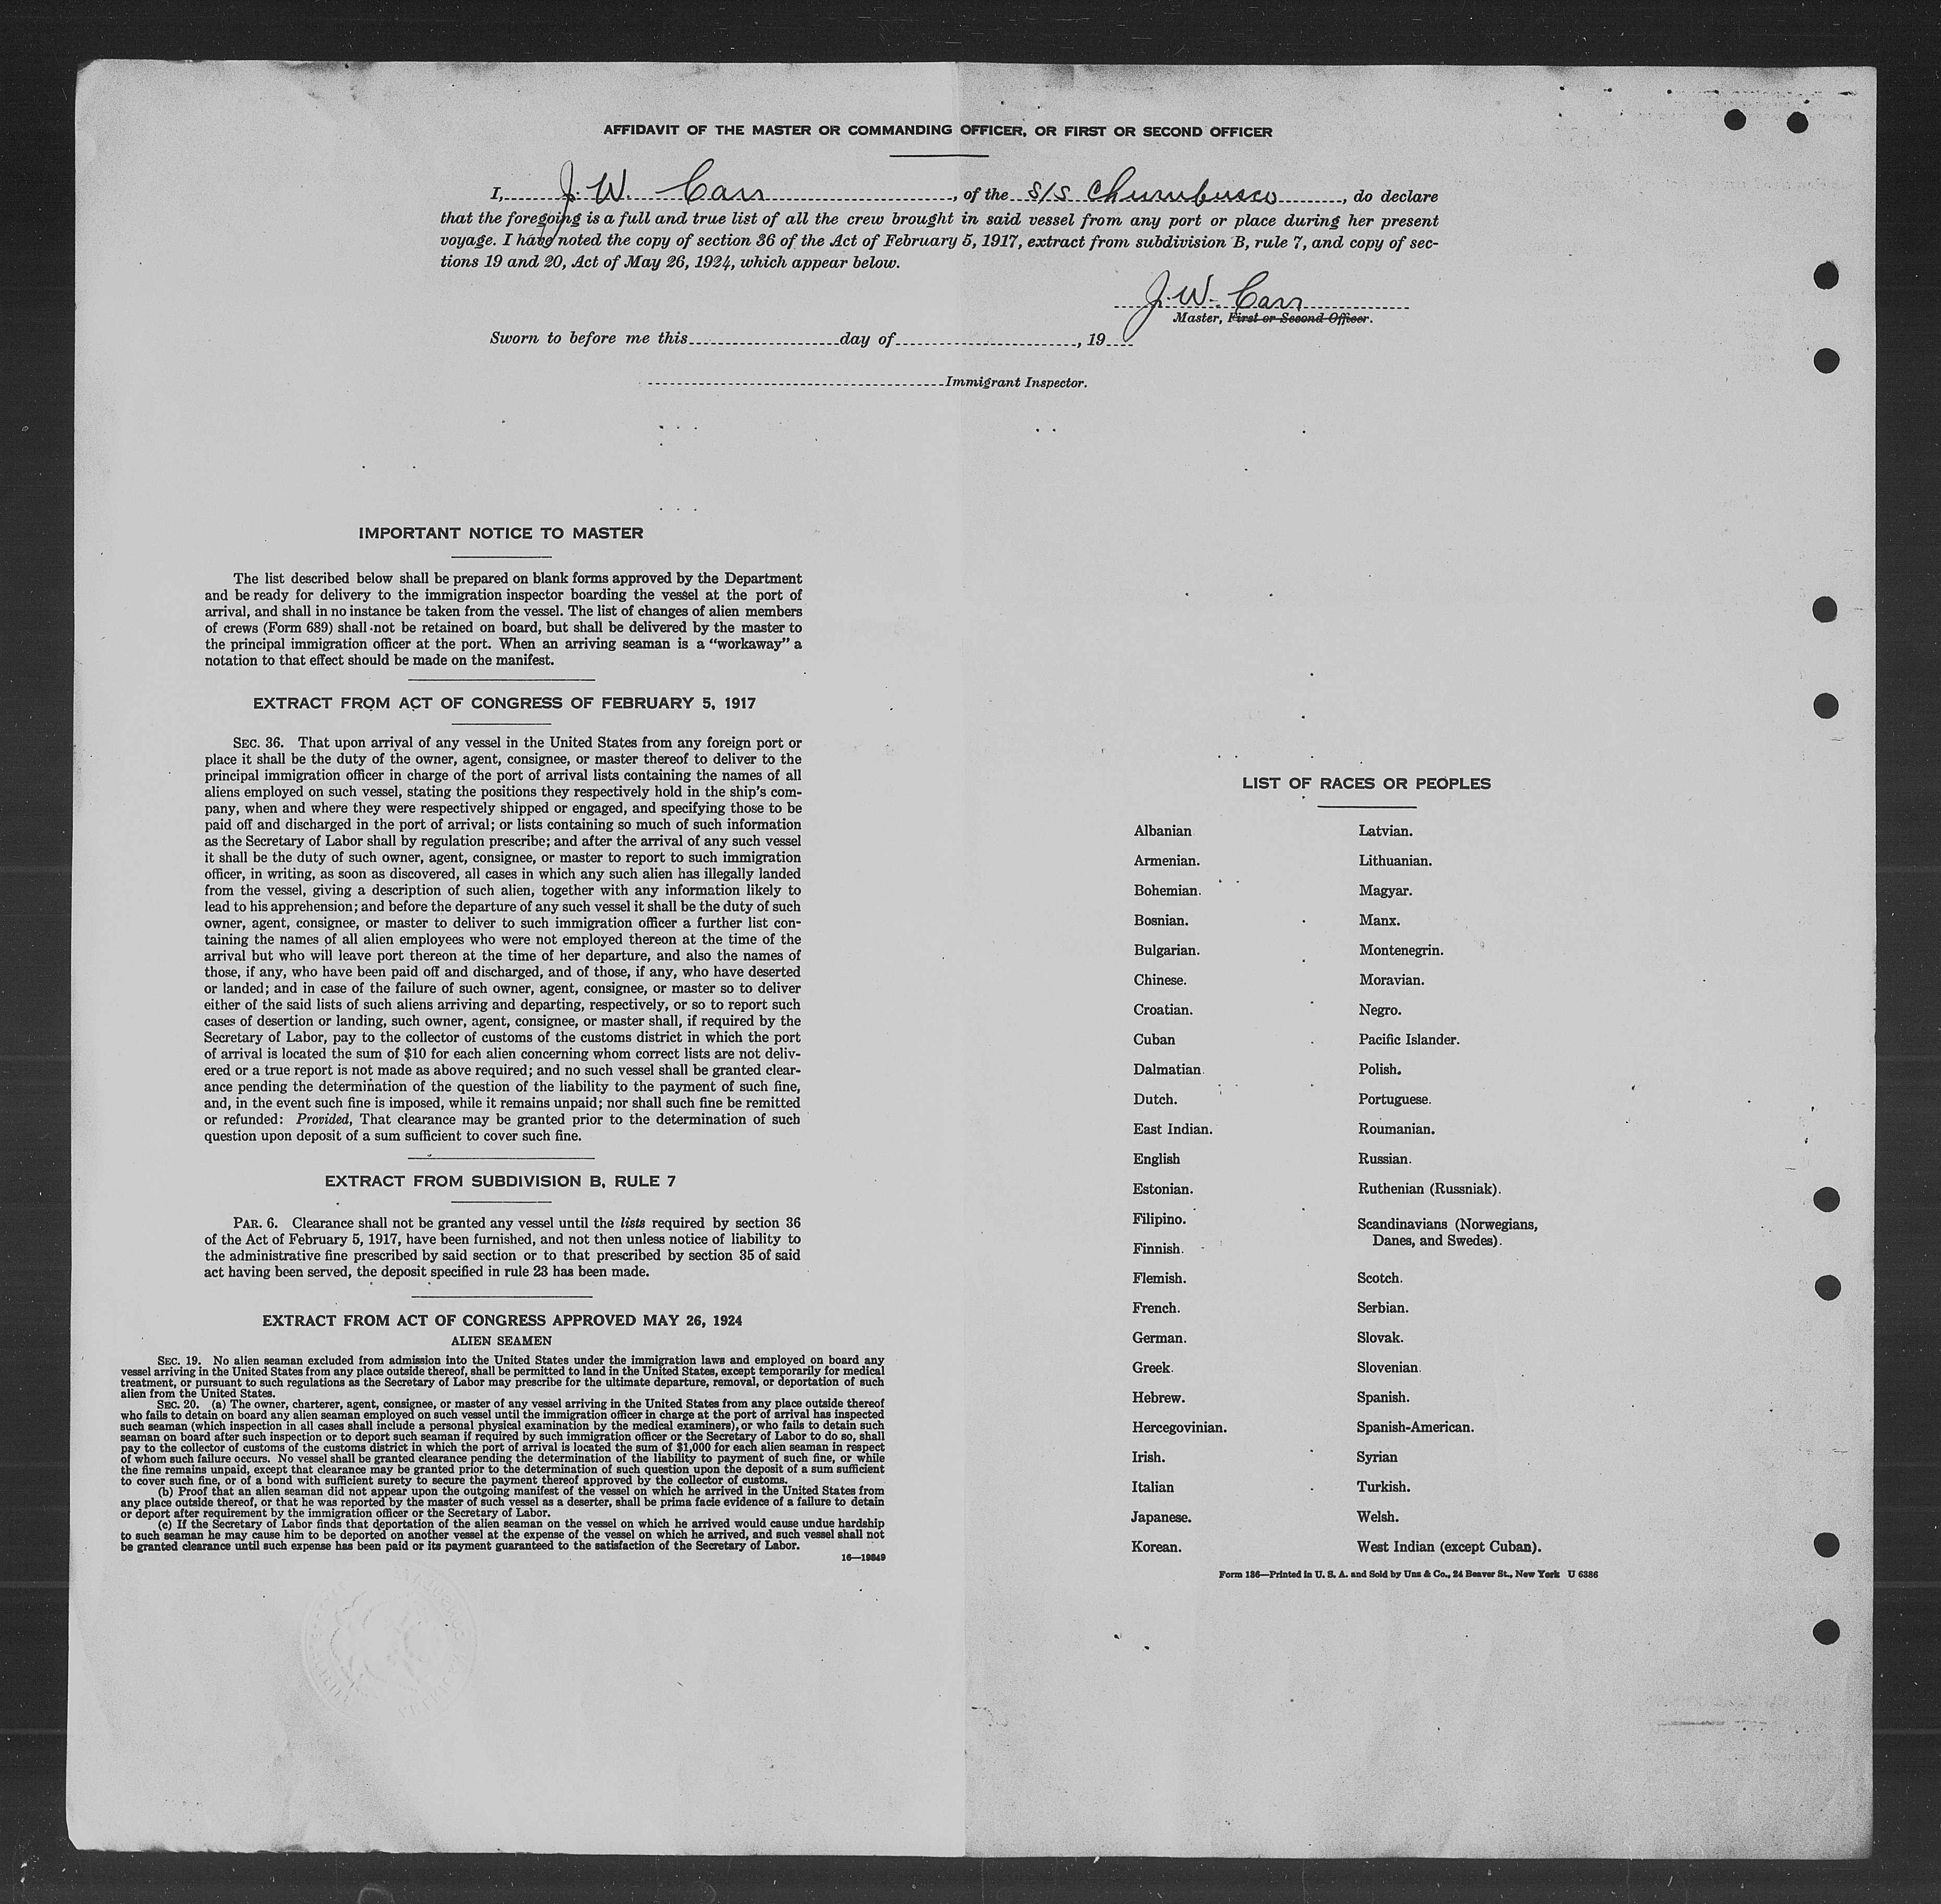 AFFIDAVIT OF THE MASTER OR COMMANDING OFFICER, OR FIRST OR SECOND OFFICER
I, J. W. Carr, of the S/S Churubusco, do declare
that the foregoing is a full and true list of all the crew brought in said vessel from any port or place during her present
voyage. I have noted the copy of section 36 of the Act of February 5, 1917, extract from subdivision B, rule 7, and copy of sec-
tions 19 and 20, Act of May 26, 1924, which appear below.
J. W. Carr
Master, First or Second Officer.
Sworn to before me this day of , 19
Immigrant Inspector.
IMPORTANT NOTICE TO MASTER
The list described below shall be prepared on blank forms approved by the Department
and be ready for delivery to the immigration inspector boarding the vessel at the port of
arrival, and shall in no instance be taken from the vessel. The list of changes of alien members
of crews (Form 689) shall not be retained on board, but shall be delivered by the master to
the principal immigration officer at the port. When an arriving seaman is a "workaway" a
notation to that effect should be made on the manifest.
EXTRACT FROM ACT OF CONGRESS OF FEBRUARY 5, 1917
SEC. 36. That upon arrival of any vessel in the United States from any foreign port or
place it shall be the duty of the owner, agent, consignee, or master thereof to deliver to the
principal immigration officer in charge of the port of arrival lists containing the names of all
aliens employed on such vessel, stating the positions they respectively hold in the ship's com-
pany, when and where they were respectively shipped or engaged, and specifying those to be
paid off and discharged in the port of arrival; or lists containing so much of such information
as the Secretary of Labor shall by regulation prescribe; and after the arrival of any such vessel
it shall be the duty of such owner, agent, consignee, or master to report to such immigration
officer, in writing, as soon as discovered, all cases in which any such alien has illegally landed
from the vessel, giving a description of such alien, together with any information likely to
lead to his apprehension; and before the departure of any such vessel it shall be the duty of such
owner, agent, consignee, or master to deliver to such immigration officer a further list con-
taining the names of all alien employees who were not employed thereon at the time of the
arrival but who will leave port thereon at the time of her departure, and also the names of
those, if any, who have been paid off and discharged, and of those, if any, who have deserted
or landed; and in case of the failure of such owner, agent, consignee, or master so to deliver
either of the said lists of such aliens arriving and departing, respectively, or so to report such
cases of desertion or landing, such owner, agent, consignee, or master shall, if required by the
Secretary of Labor, pay to the collector of customs of the customs district in which the port
of arrival is located the sum of $10 for each alien concerning whom correct lists are not deliv-
ered or a true report is not made as above required; and no such vessel shall be granted clear-
ance pending the determination of the question of the liability to the payment of such fine,
and, in the event such fine is imposed, while it remains unpaid; nor shall such fine be remitted
or refunded: Provided, That clearance may be granted prior to the determination of such
question upon deposit of a sum sufficient to cover such fine.
EXTRACT FROM SUBDIVISION B, RULE 7
PAR. 6. Clearance shall not be granted any vessel until the lists required by section 36
of the Act of February 5, 1917, have been furnished, and not then unless notice of liability to
the administrative fine prescribed by said section or to that prescribed by section 35 of said
act having been served, the deposit specified in rule 23 has been made.
EXTRACT FROM ACT OF CONGRESS APPROVED MAY 26, 1924
ALIEN SEAMEN
SEC. 19. No alien seaman excluded from admission into the United States under the immigration laws and employed on board any
vessel arriving in the United States from any place outside thereof, shall be permitted to land in the United States, except temporarily for medical
treatment, or pursuant to such regulations as the Secretary of Labor may prescribe for the ultimate departure, removal, or deportation of such
alien from the United States.
SEC. 20. (a) The owner, charterer, agent, consignee, or master of any vessel arriving in the United States from any place outside thereof
who fails to detain on board any alien seaman employed on such vessel until the immigration officer in charge at the port of arrival has inspected
such seaman (which inspection in all cases shall include a personal physical examination by the medical examiners), or who fails to detain such
seaman on board after such inspection or to deport such seaman if required by such immigration officer or the Secretary of Labor to do so, shall
pay to the collector of customs of the customs district in which the port of arrival is located the sum of $1,000 for each alien seaman in respect
of whom such failure occurs. No vessel shall be granted clearance pending the determination of the liability to payment of such fine, or while
the fine remains unpaid, except that clearance may be granted prior to the determination of such question upon the deposit of a sum sufficient
to cover such fine, or of a bond with sufficient surety to secure the payment thereof approved by the collector of customs.
(b) Proof that an alien seaman did not appear upon the outgoing manifest of the vessel on which he arrived in the United States from
any place outside thereof, or that he was reported by the master of such vessel as a deserter, shall be prima facie evidence of a failure to detain
or deport after requirement by the immigration officer or the Secretary of Labor.
(c) If the Secretary of Labor finds that deportation of the alien seaman on the vessel on which he arrived would cause undue hardship
to such seaman he may cause him to be deported on another vessel at the expense of the vessel on which he arrived, and such vessel shall not
be granted clearance until such expense has been paid or its payment guaranteed to the satisfaction of the Secretary of Labor.
16—19849
LIST OF RACES OR PEOPLES
Albanian
Armenian.
Bohemian.
Bosnian.
Bulgarian.
Chinese.
Croatian.
Cuban
Dalmatian
Dutch.
East Indian.
English
Estonian.
Filipino.
Finnish.
Flemish.
French.
German.
Greek.
Hebrew.
Hercegovinian.
Irish.
Italian
Japanese.
Korean.
Latvian.
Lithuanian.
Magyar.
Manx.
Montenegrin.
Moravian.
Negro.
Pacific Islander.
Polish.
Portuguese.
Roumanian.
Russian.
Ruthenian (Russniak).
Scandinavians (Norwegians,
Danes, and Swedes).
Scotch.
Serbian.
Slovak.
Slovenian.
Spanish.
Spanish-American.
Syrian
Turkish.
Welsh.
West Indian (except Cuban).
Form 136—Printed in U. S. A. and Sold by Unz & Co., 24 Beaver St., New York U 6386